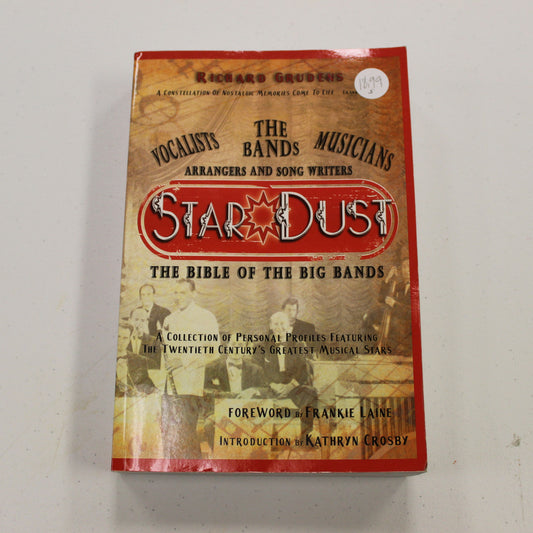 RICHARD GRUDENS
A CONSTELLATION OF NOSTALGIC MEMORIES COME TO LIFE
18.99
VOCALISTS THE BANDS MUSICIANS
ARRANGERS AND SONG WRITERS
STAR DUST
THE BIBLE OF THE BIG BANDS
A COLLECTION OF PERSONAL PROFILES FEATURING
THE TWENTIETH CENTURY'S GREATEST MUSICAL STARS
FOREWORD BY FRANKIE LAINE
INTRODUCTION BY KATHRYN CROSBY